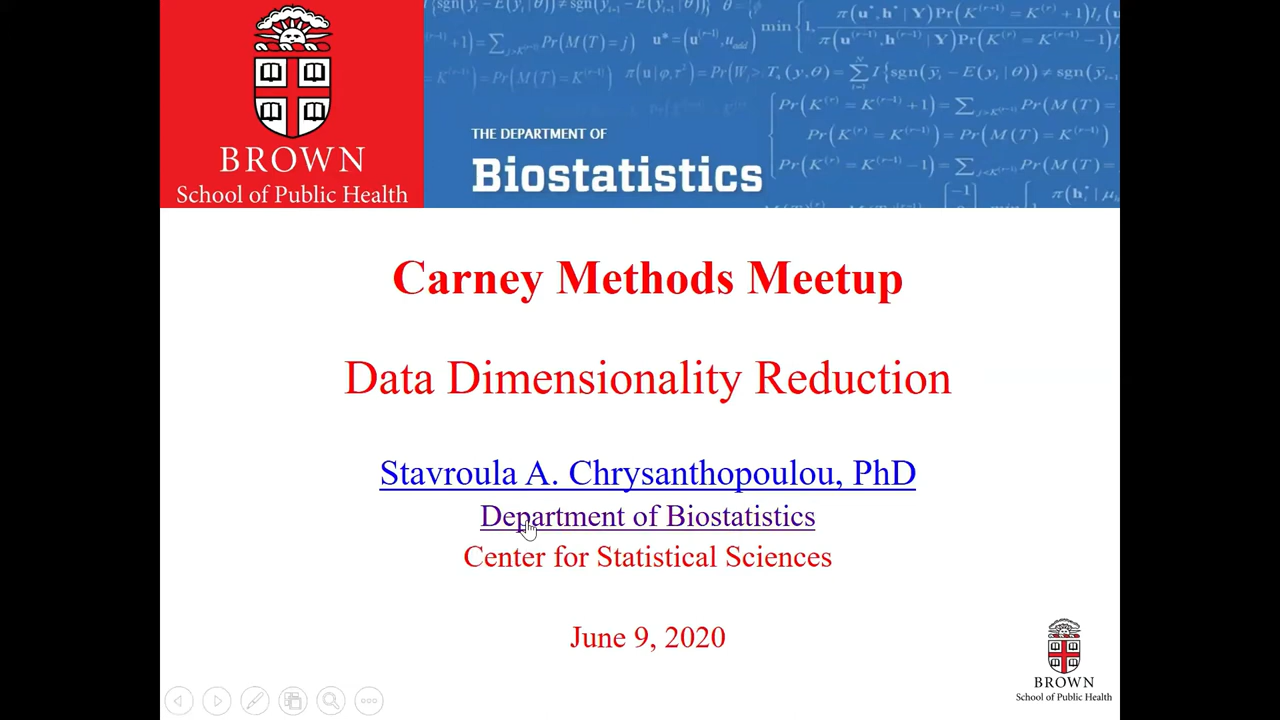 BROWN
School of Public Health
THE DEPARTMENT OF
Biostatistics
Carney Methods Meetup
Data Dimensionality Reduction
Stavroula A. Chrysanthopoulou, PhD
Department of Biostatistics
Center for Statistical Sciences
June 9, 2020
BROWN
School of Public Health